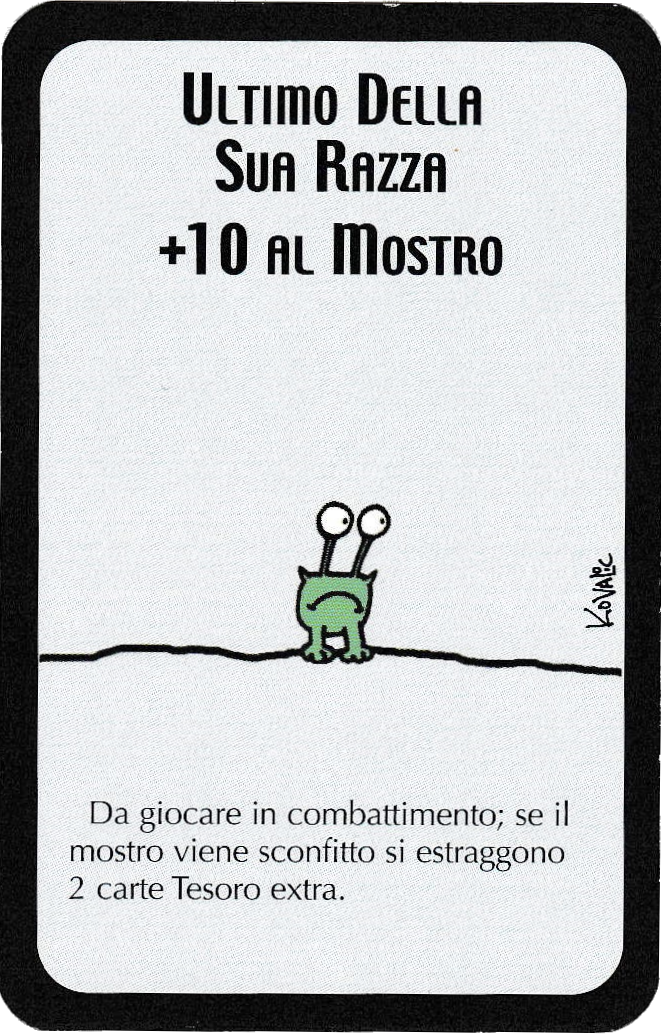 Ultimo Della
Sua Razza
+10 al Mostro
Kovalic
Da giocare in combattimento; se il
mostro viene sconfitto si estraggono
2 carte Tesoro extra.